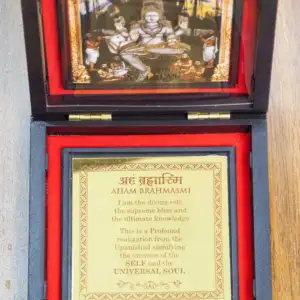 अहं ब्रह्मास्मि
AHAM BRAHMASMI
I am the divine self,
the supreme bliss and
the ultimate Knowledge
This is a Profound
realization from the
Upanishad signifying
the oneness of the
SELF and the
UNIVERSAL SOUL